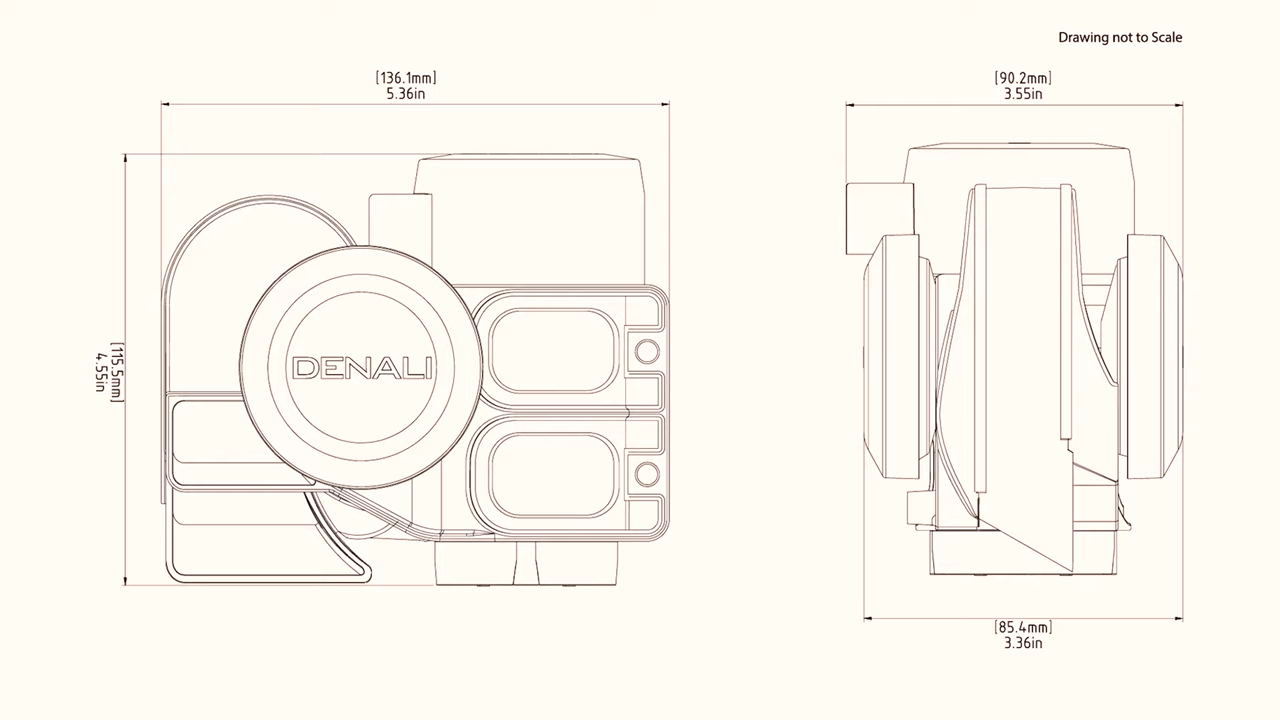 Drawing not to Scale
[136.1mm]
5.36in
[90.2mm]
3.55in
[115.5mm]
4.55in
DENALI
[85.4mm]
3.36in